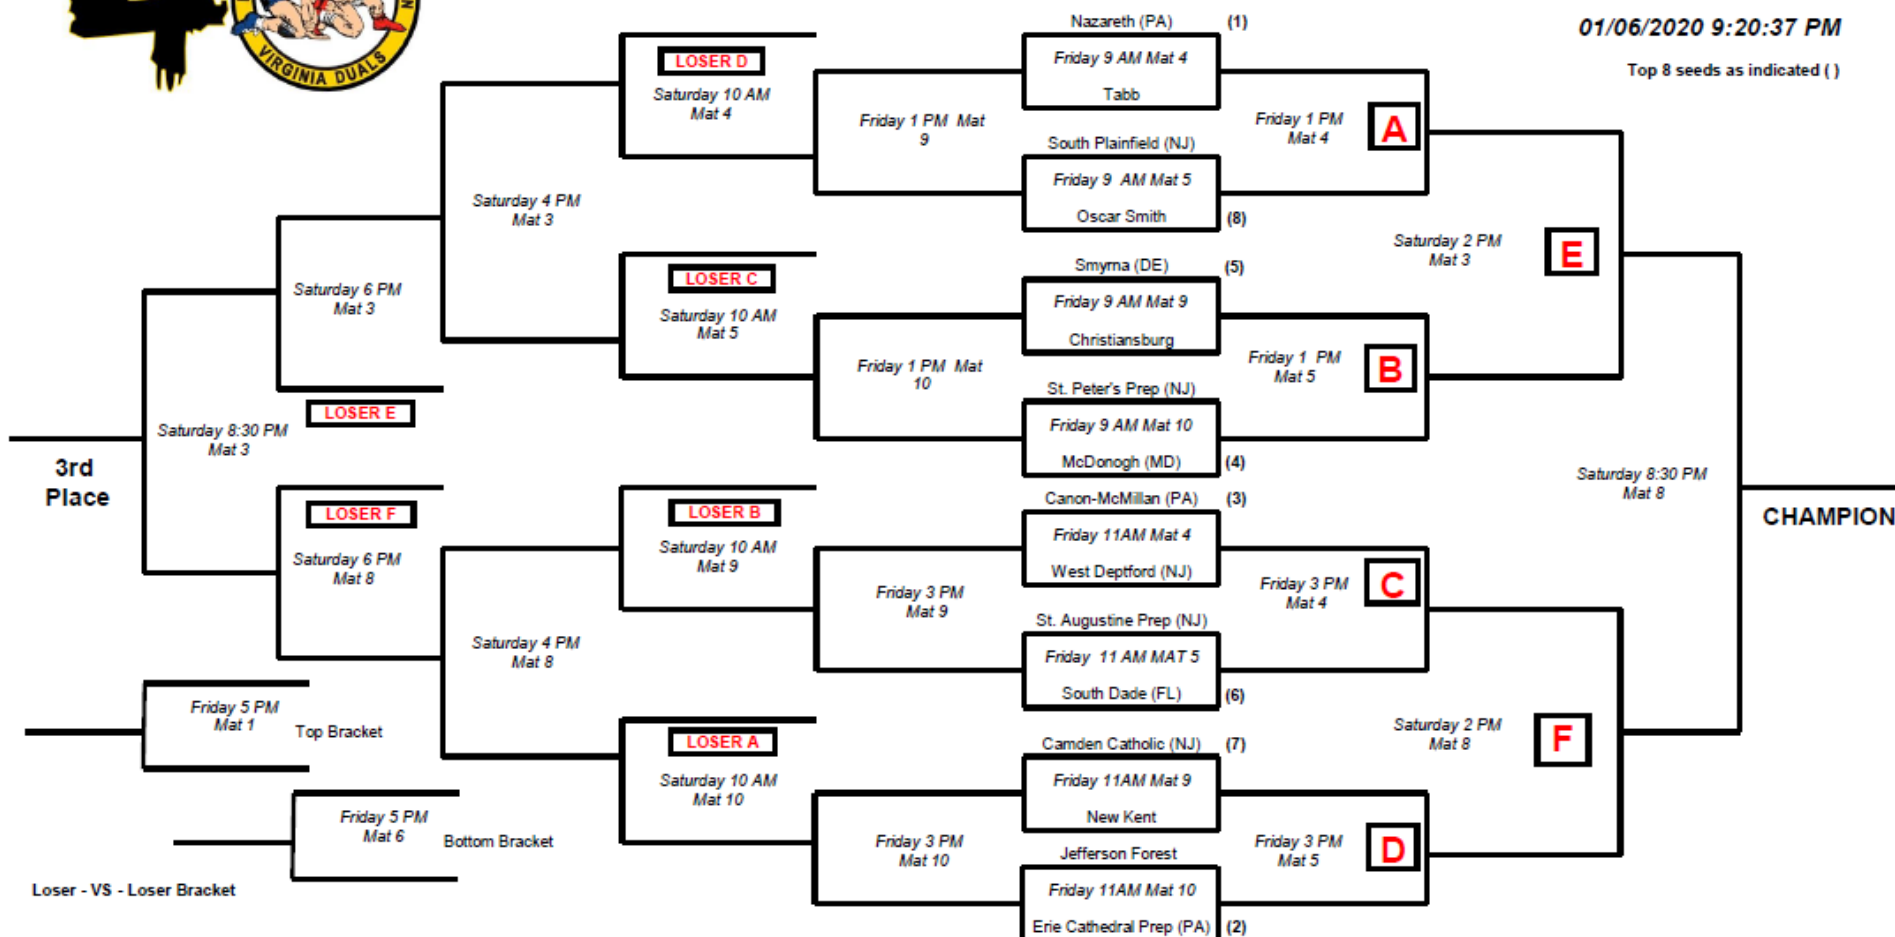 VIRGINIA DUALS
N
01/06/2020 9:20:37 PM
Top 8 seeds as indicated ( )
Nazareth (PA) (1)
Friday 9 AM Mat 4
Tabb
South Plainfield (NJ)
Friday 9 AM Mat 5
Oscar Smith (8)
Smyrna (DE) (5)
Friday 9 AM Mat 9
Christiansburg
St. Peter's Prep (NJ)
Friday 9 AM Mat 10
McDonogh (MD) (4)
Canon-McMillan (PA) (3)
Friday 11AM Mat 4
West Deptford (NJ)
St. Augustine Prep (NJ)
Friday 11 AM MAT 5
South Dade (FL) (6)
Camden Catholic (NJ) (7)
Friday 11AM Mat 9
New Kent
Jefferson Forest
Friday 11AM Mat 10
Erie Cathedral Prep (PA) (2)
Friday 1 PM
Mat 4
A
Friday 1 PM
Mat 5
B
Friday 3 PM
Mat 4
C
Friday 3 PM
Mat 5
D
Saturday 2 PM
Mat 3
E
Saturday 2 PM
Mat 8
F
Saturday 8:30 PM
Mat 8
CHAMPION
Friday 1 PM Mat
9
Friday 1 PM Mat
10
Friday 3 PM
Mat 9
Friday 3 PM
Mat 10
LOSER D
Saturday 10 AM
Mat 4
LOSER C
Saturday 10 AM
Mat 5
LOSER B
Saturday 10 AM
Mat 9
LOSER A
Saturday 10 AM
Mat 10
Saturday 4 PM
Mat 3
Saturday 4 PM
Mat 8
Saturday 6 PM
Mat 3
LOSER E
LOSER F
Saturday 6 PM
Mat 8
Saturday 8:30 PM
Mat 3
3rd
Place
Friday 5 PM
Mat 1
Top Bracket
Friday 5 PM
Mat 6
Bottom Bracket
Loser - VS - Loser Bracket